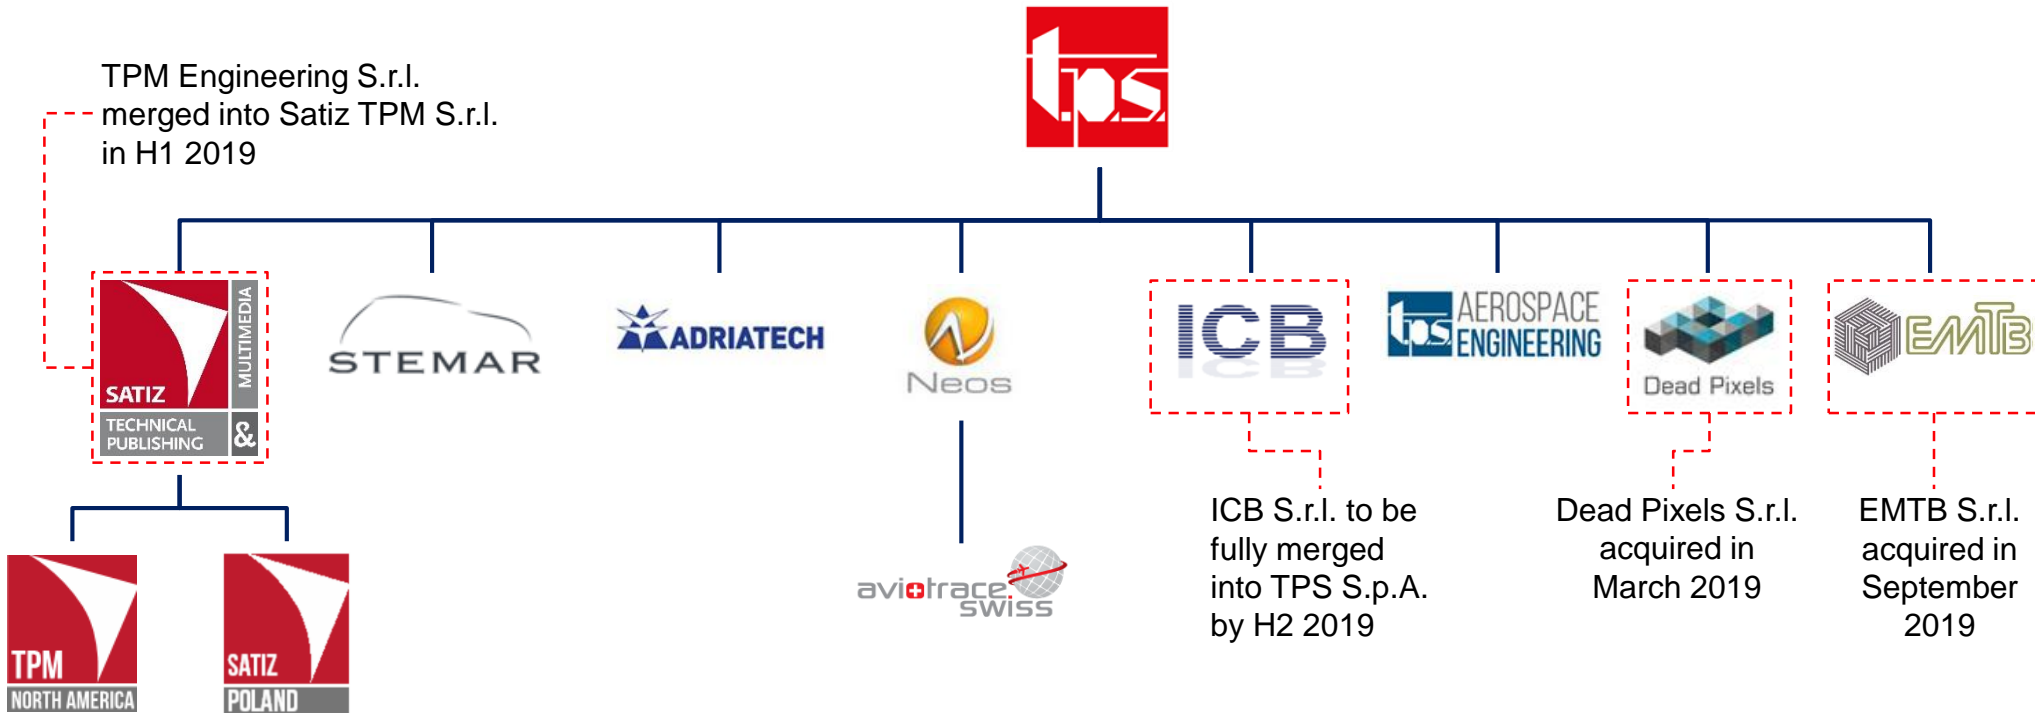 t.p.s.
TPM Engineering S.r.l.
merged into Satiz TPM S.r.l.
in H1 2019
SATIZ
MULTIMEDIA
TECHNICAL
PUBLISHING
&
STEMAR
ADRIATECH
Neos
ICB
t.p.s.
AEROSPACE
ENGINEERING
Dead Pixels
EMTB
TPM
NORTH AMERICA
SATIZ
POLAND
aviotrace.
swiss
ICB S.r.l. to be
fully merged
into TPS S.p.A.
by H2 2019
Dead Pixels S.r.l.
acquired in
March 2019
EMTB S.r.l.
acquired in
September
2019